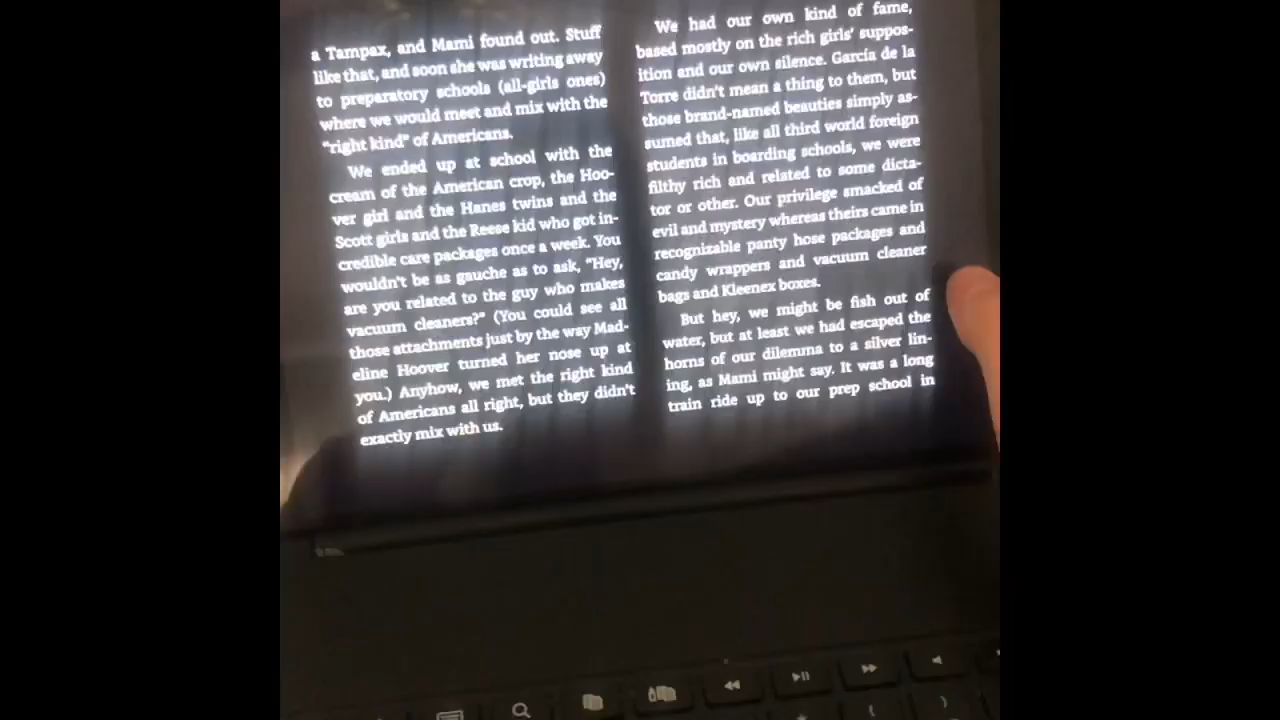 a Tampax, and Mami found out. Stuff
like that, and soon she was writing away
to preparatory schools (all-girls ones)
where we would meet and mix with the
"right kind" of Americans.
We ended up at school with the
cream of the American crop, the Hoo-
ver girl and the Hanes twins and the
Scott girls and the Reese kid who got in-
credible care packages once a week. You
wouldn't be as gauche as to ask, "Hey,
are you related to the guy who makes
vacuum cleaners?" (You could see all
those attachments just by the way Mad-
eline Hoover turned her nose up at
you.) Anyhow, we met the right kind
of Americans all right, but they didn't
exactly mix with us.
We had our own kind of fame,
based mostly on the rich girls' suppos-
ition and our own silence. García de la
Torre didn't mean a thing to them, but
those brand-named beauties simply as-
sumed that, like all third world foreign
students in boarding schools, we were
filthy rich and related to some dicta-
tor or other. Our privilege smacked of
evil and mystery whereas theirs came in
recognizable panty hose packages and
candy wrappers and vacuum cleaner
bags and Kleenex boxes.
But hey, we might be fish out of
water, but at least we had escaped the
horns of our dilemma to a silver lin-
ing, as Mami might say. It was a long
train ride up to our prep school in